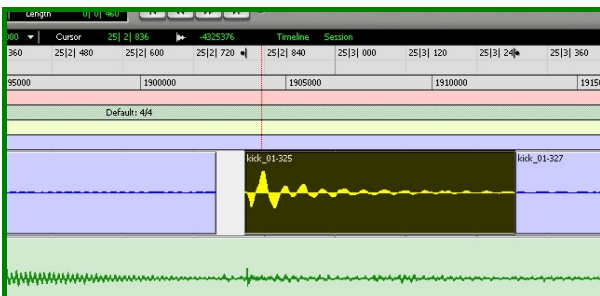 Length 0| 0| 460
000 Cursor 25| 2| 836 -4325376 Timeline Session
360 25|2| 480 25|2| 600 25|2| 720 25|2| 840 25|3| 000 25|3| 120 25|3| 24 25|3| 360
95000 1900000 1905000 1910000 1915
Default: 4/4
kick_01-325 kick_01-327